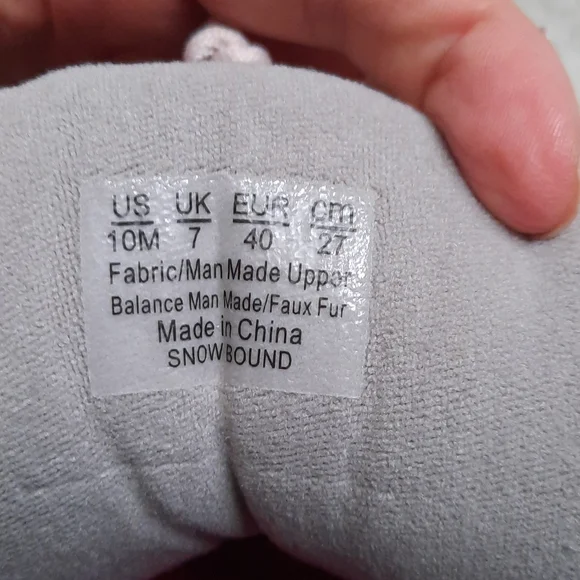 US UK EUR cm
10M 7 40 27
Fabric/Man Made Upper
Balance Man Made/Faux Fur
Made in China
SNOWBOUND